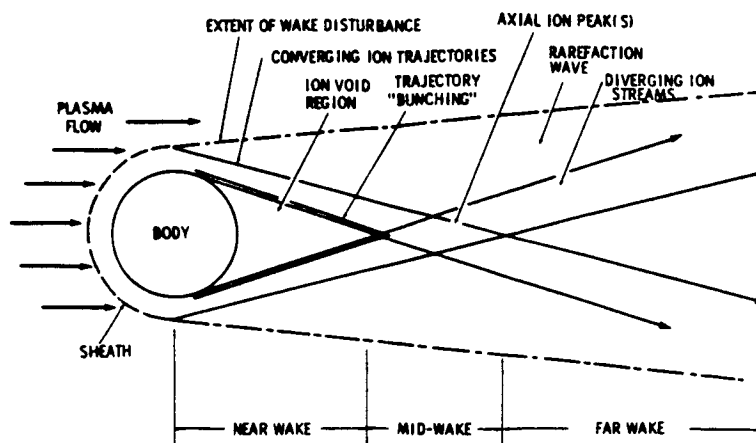 EXTENT OF WAKE DISTURBANCE
AXIAL ION PEAK(S)
CONVERGING ION TRAJECTORIES
RAREFACTION
WAVE
ION VOID
REGION
TRAJECTORY
"BUNCHING"
DIVERGING ION
STREAMS
PLASMA
FLOW
BODY
SHEATH
NEAR WAKE
MID-WAKE
FAR WAKE